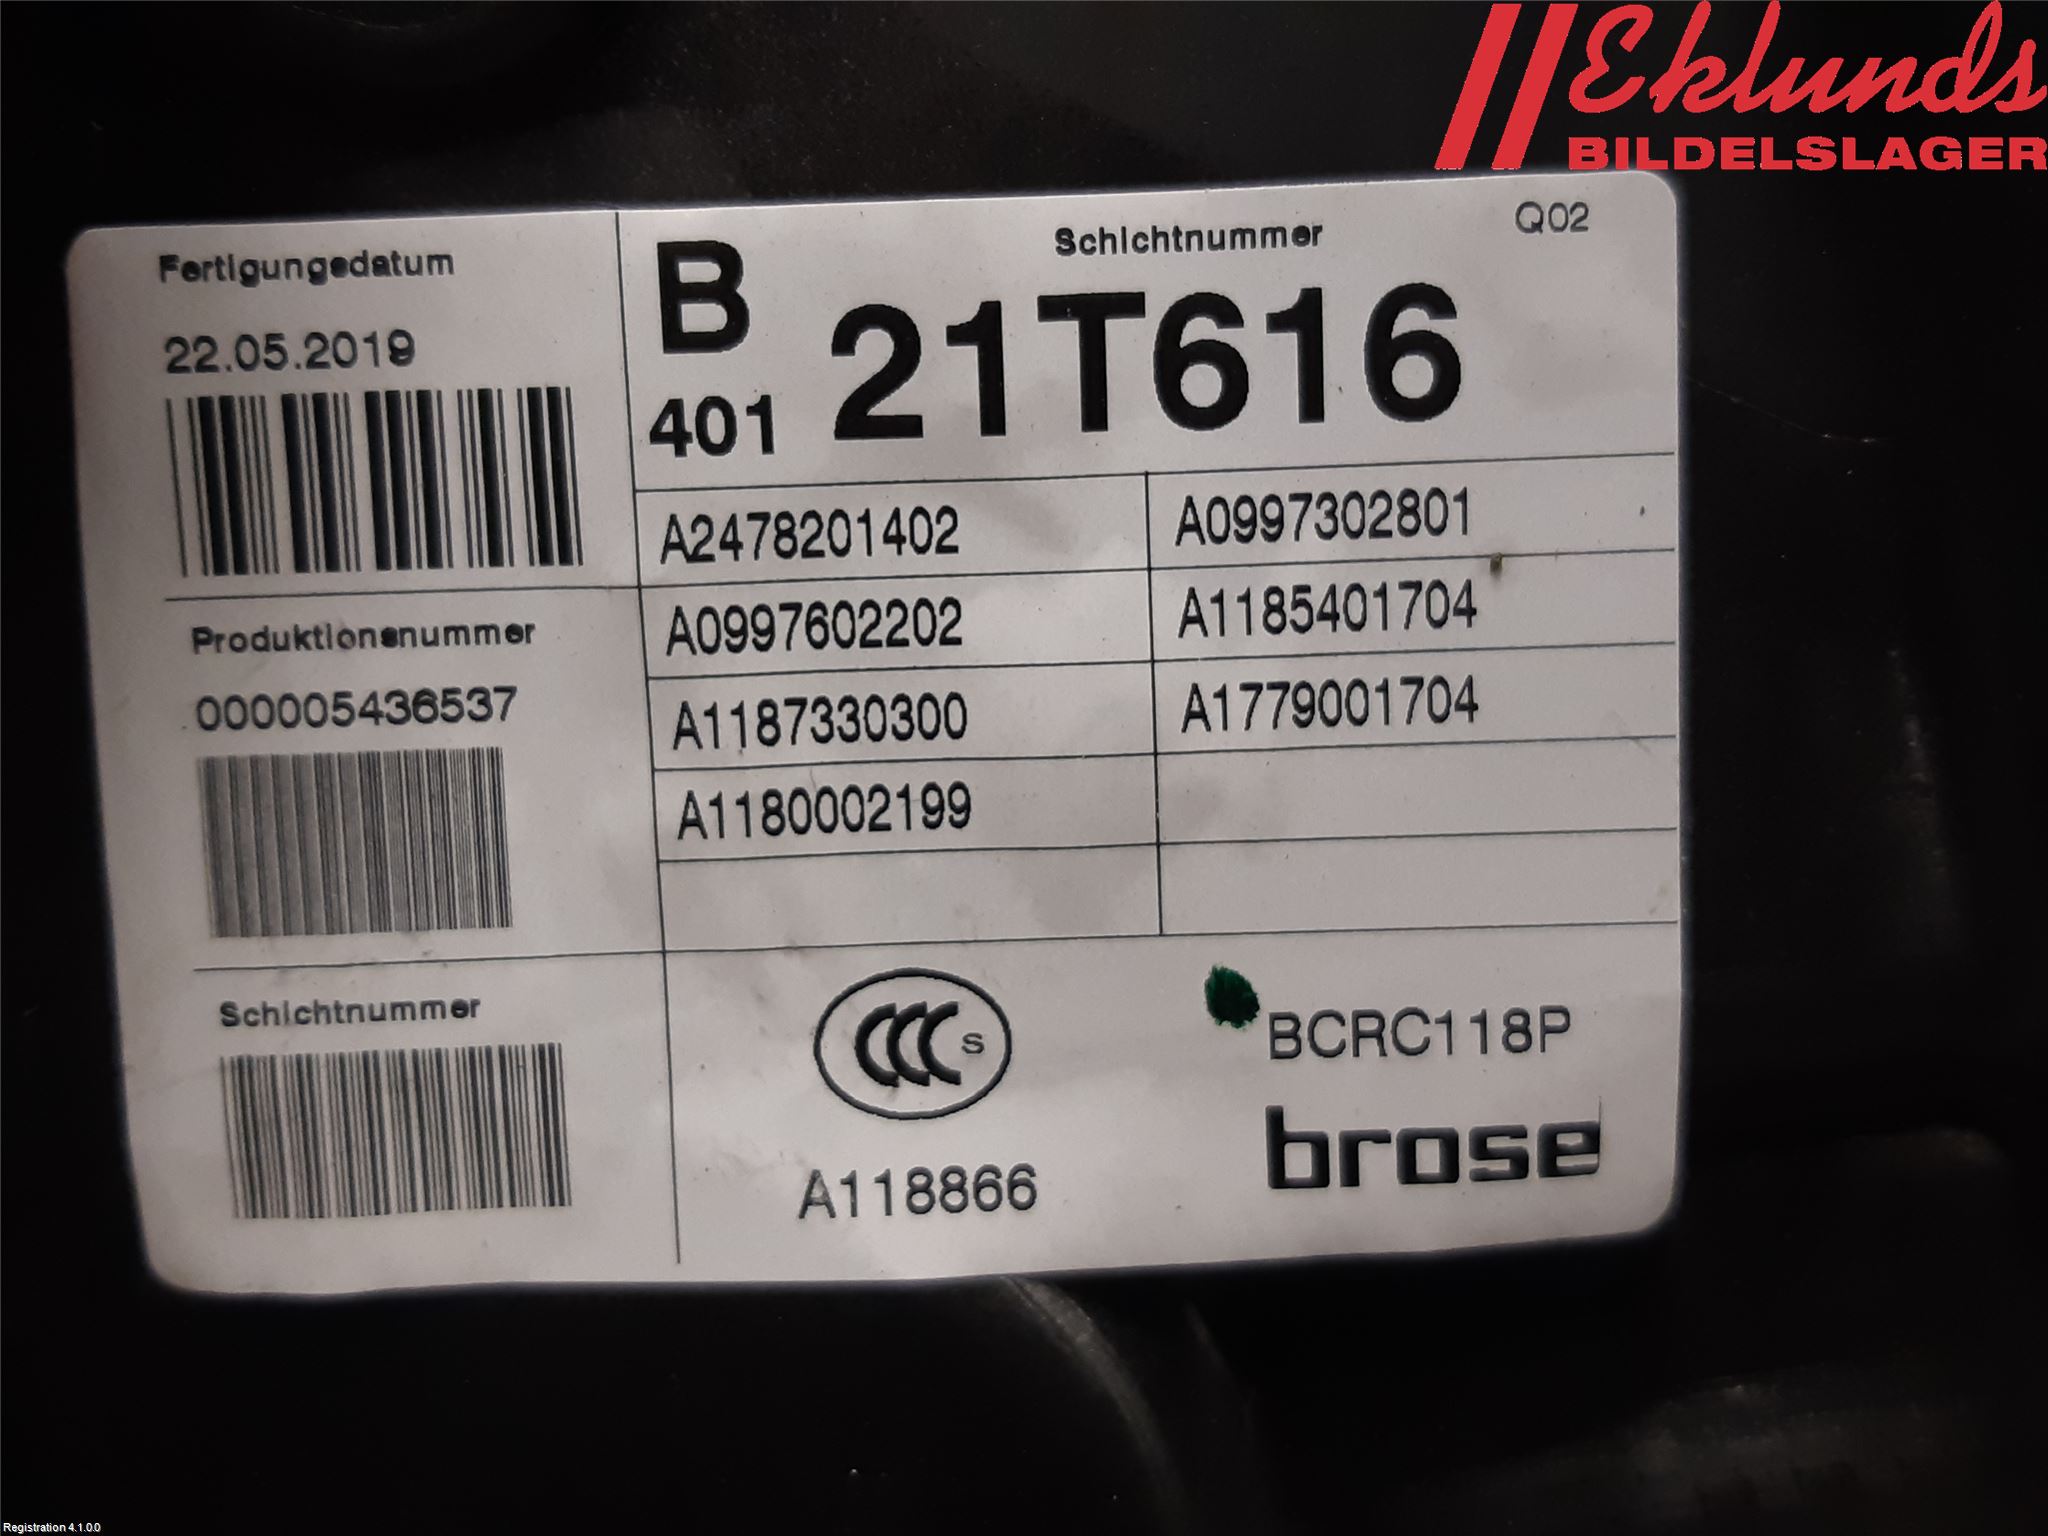 Eklunds
BILDELSLAGER
Fertigungsdatum
22.05.2019
B
401
Schichtnummer
Q02
21T616
A2478201402
A0997302801
A0997602202
A1185401704
A1187330300
A1779001704
A1180002199
Produktionsnummer
000005436537
Schichtnummer
CCC S
A118866
BCRC118P
brose
Registration 4.1.0.0